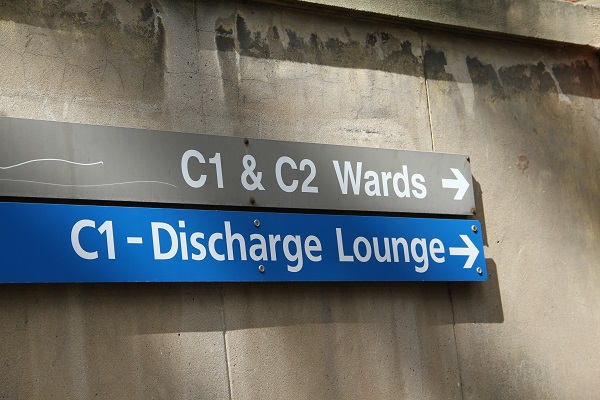 C1 & C2 Wards →
C1 - Discharge Lounge →